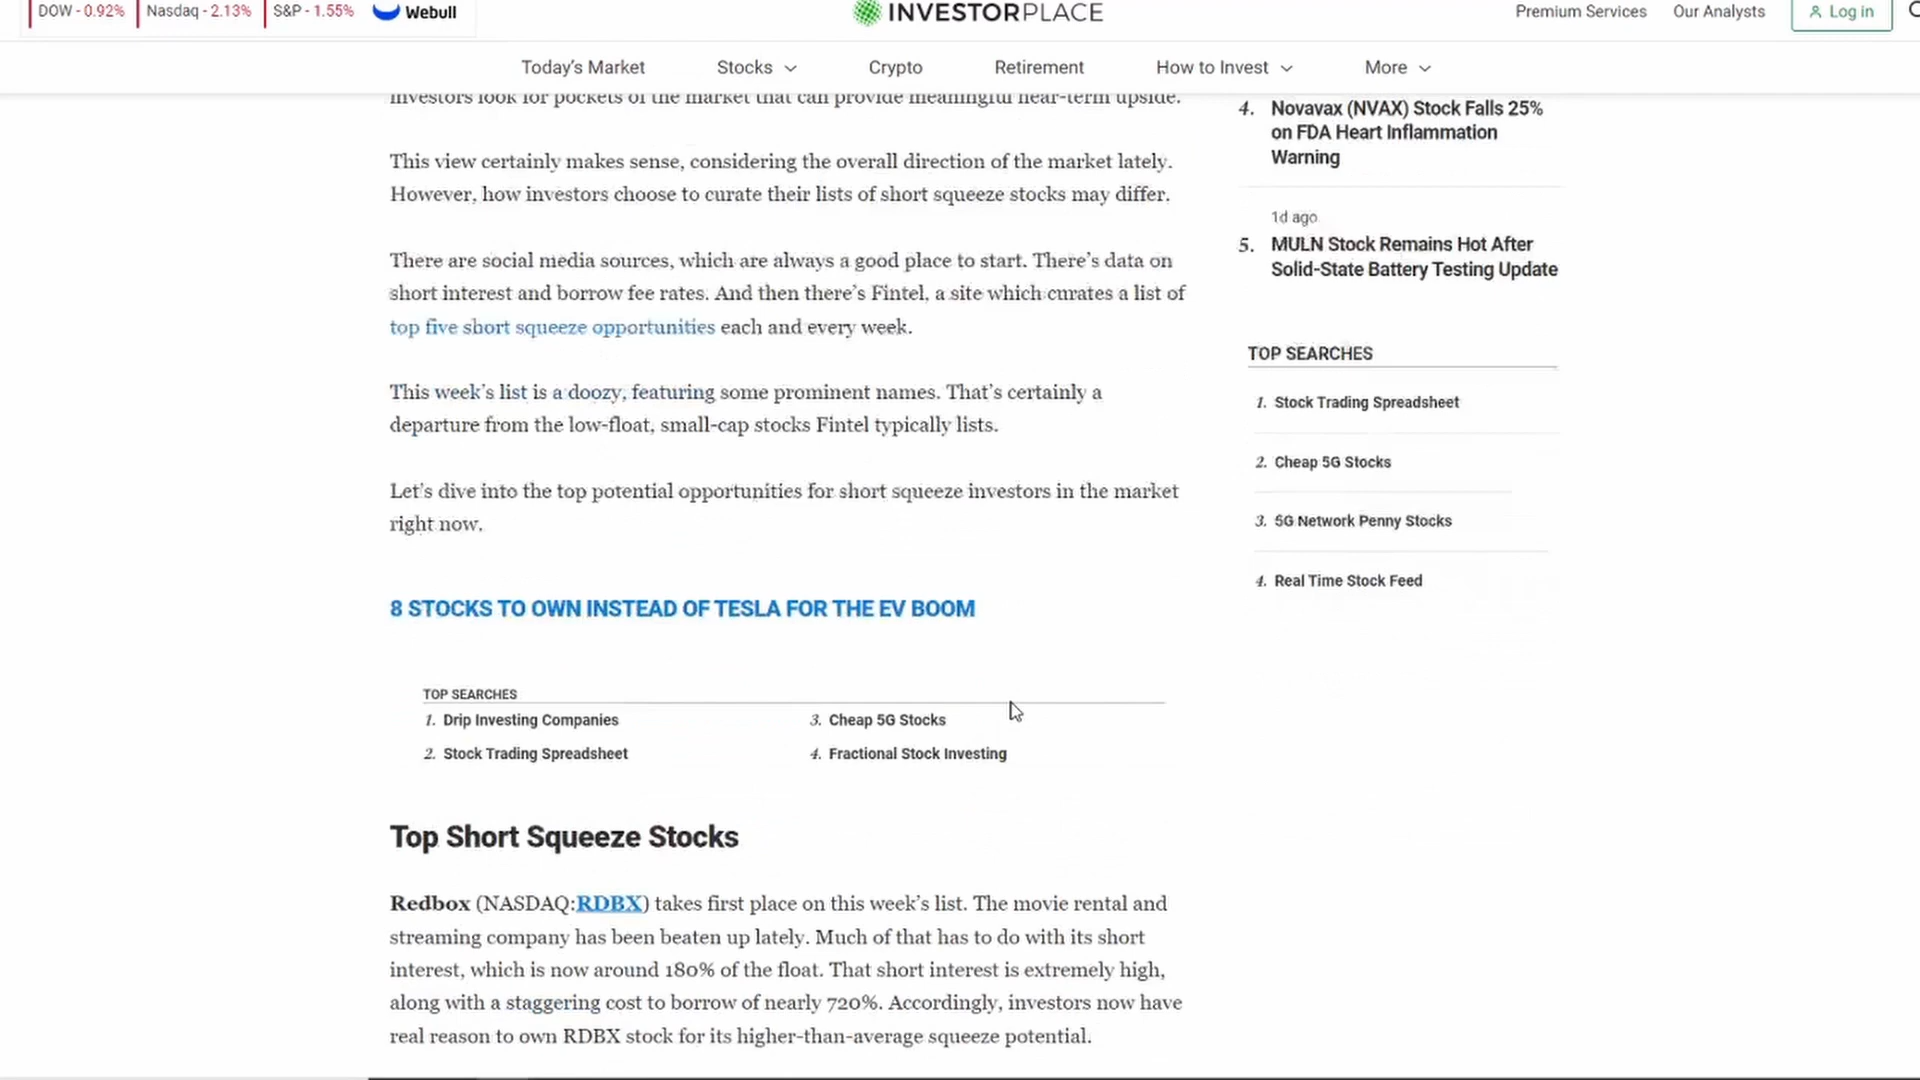 DOW - 0.92% Nasdaq - 2.13% S&P - 1.55% Webull
INVESTORPLACE
Premium Services Our Analysts Log in
Today's Market Stocks Crypto Retirement How to Invest More
investors look for pockets of the market that can provide meaningful near-term upside.
This view certainly makes sense, considering the overall direction of the market lately.
However, how investors choose to curate their lists of short squeeze stocks may differ.
There are social media sources, which are always a good place to start. There's data on
short interest and borrow fee rates. And then there's Fintel, a site which curates a list of
top five short squeeze opportunities each and every week.
This week's list is a doozy, featuring some prominent names. That's certainly a
departure from the low-float, small-cap stocks Fintel typically lists.
Let's dive into the top potential opportunities for short squeeze investors in the market
right now.
8 STOCKS TO OWN INSTEAD OF TESLA FOR THE EV BOOM
TOP SEARCHES
1. Drip Investing Companies
2. Stock Trading Spreadsheet
3. Cheap 5G Stocks
4. Fractional Stock Investing
Top Short Squeeze Stocks
Redbox (NASDAQ:RDBX) takes first place on this week's list. The movie rental and
streaming company has been beaten up lately. Much of that has to do with its short
interest, which is now around 180% of the float. That short interest is extremely high,
along with a staggering cost to borrow of nearly 720%. Accordingly, investors now have
real reason to own RDBX stock for its higher-than-average squeeze potential.
4. Novavax (NVAX) Stock Falls 25%
on FDA Heart Inflammation
Warning
1d ago
5. MULN Stock Remains Hot After
Solid-State Battery Testing Update
TOP SEARCHES
1. Stock Trading Spreadsheet
2. Cheap 5G Stocks
3. 5G Network Penny Stocks
4. Real Time Stock Feed